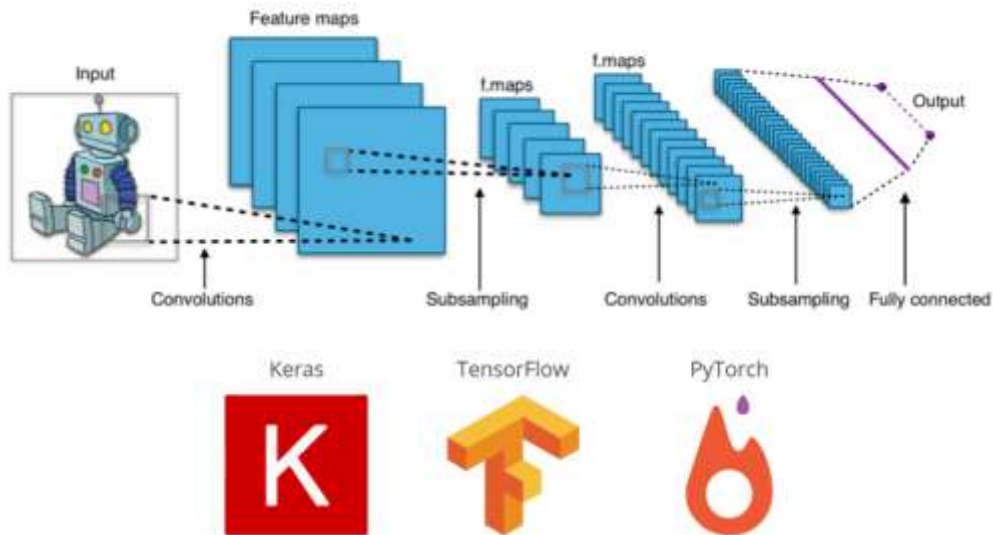 Feature maps
Input
f.maps
f.maps
Output
Convolutions
Subsampling
Convolutions
Subsampling
Fully connected
Keras
TensorFlow
PyTorch
K